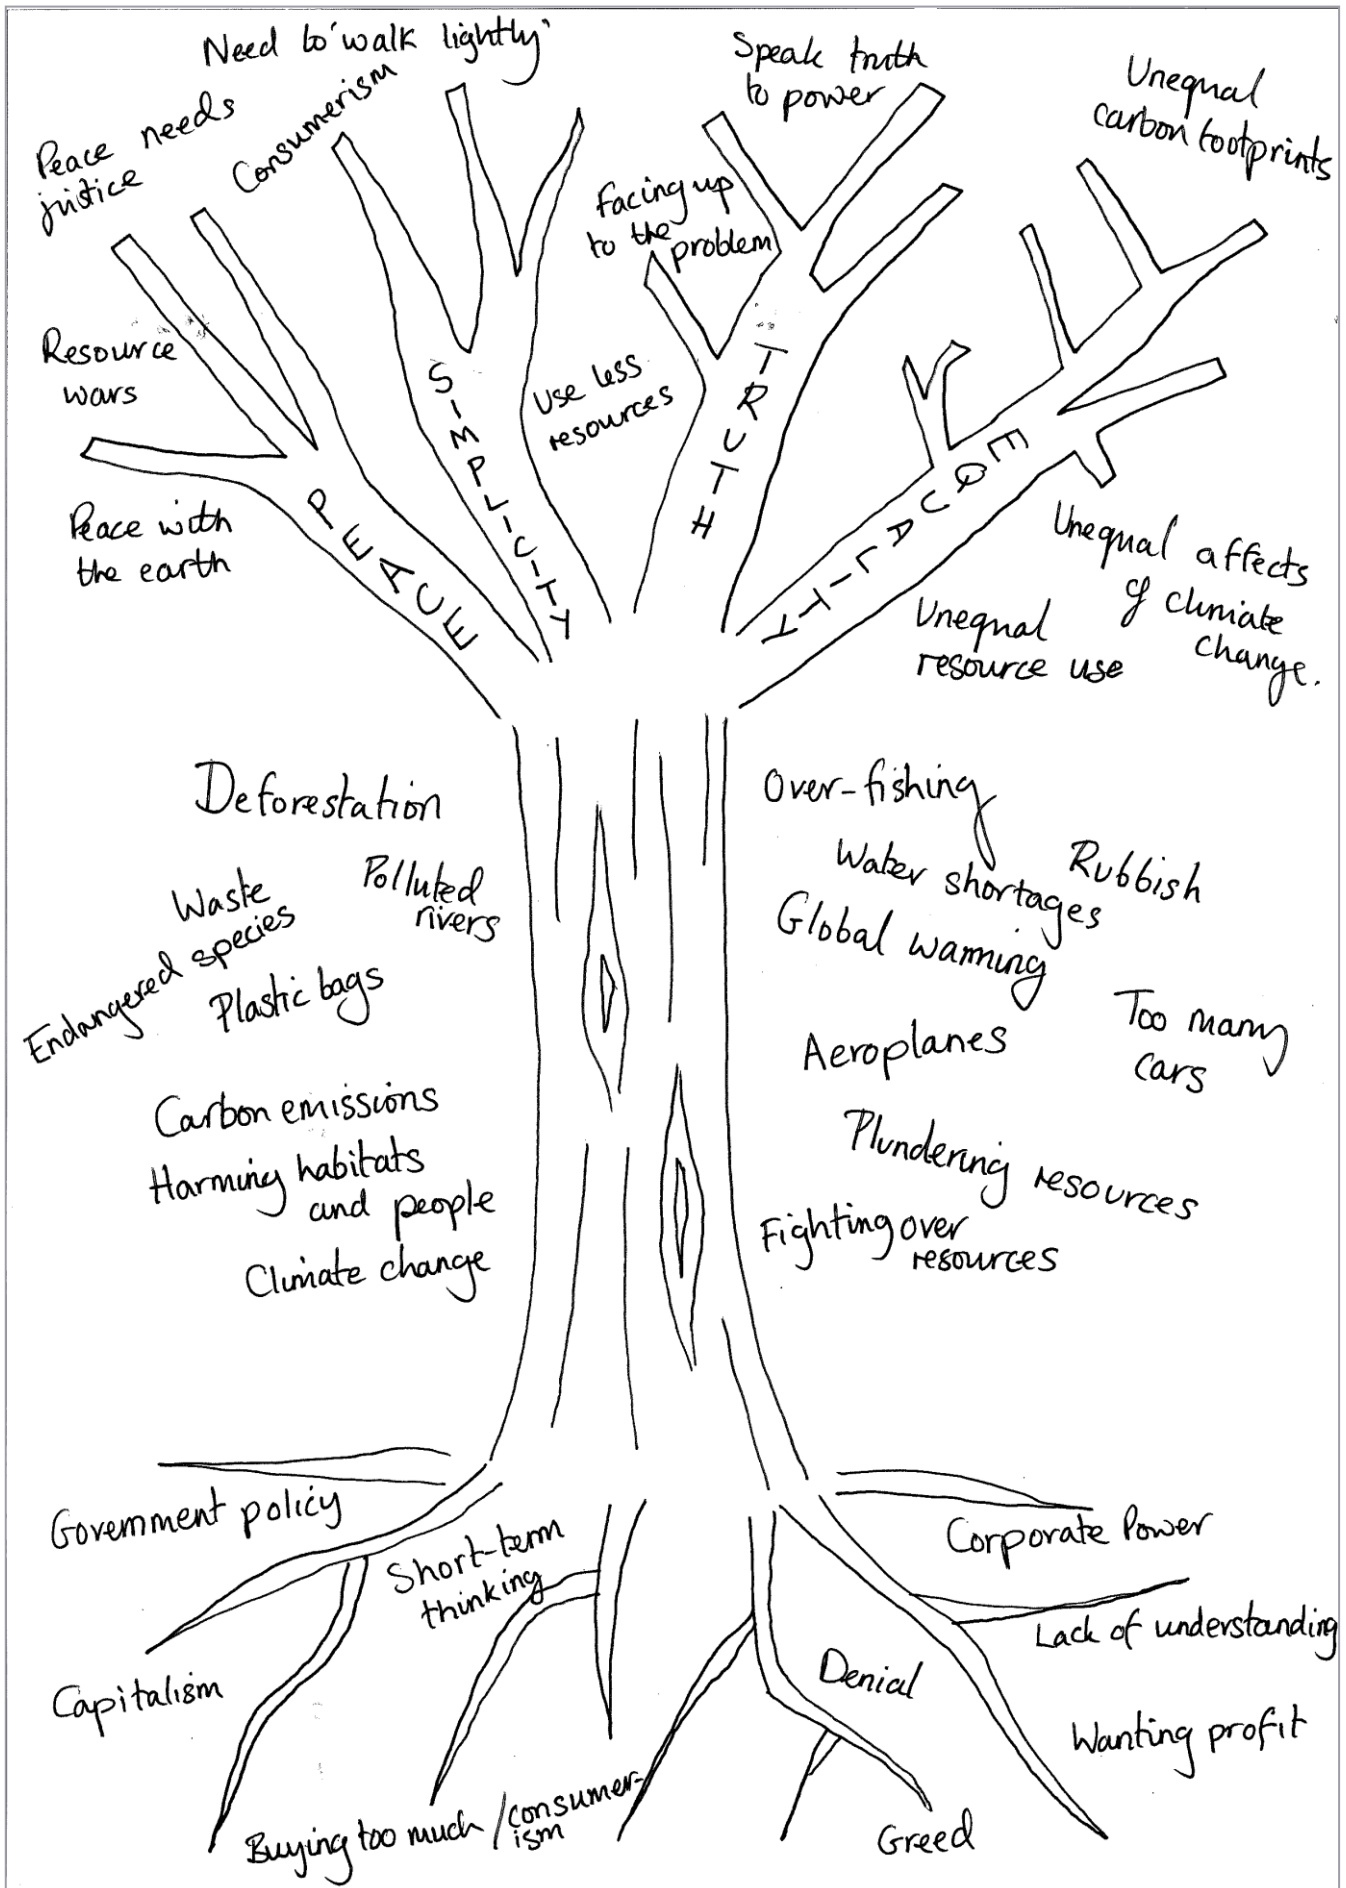 Need to 'walk lightly'
Peace needs
justice
Consumerism
Speak truth
to power
Unequal
carbon footprints
Facing up
to the
problem
Resource
wars
Use less
resources
Peace with
the earth
PEACE
SIMPLICITY
TRUTH
EQUALITY
Unequal affects
of climate
change.
Unequal
resource use
Deforestation
Waste
Polluted
rivers
Endangered species
Plastic bags
Carbon emissions
Harming habitats
and people
Climate change
Over-fishing
Water shortages
Rubbish
Global warming
Aeroplanes
Too many
cars
Plundering resources
Fighting over
resources
Government policy
Short-term
thinking
Capitalism
Buying too much / consumer-
ism
Corporate Power
Lack of understanding
Denial
Wanting profit
Greed